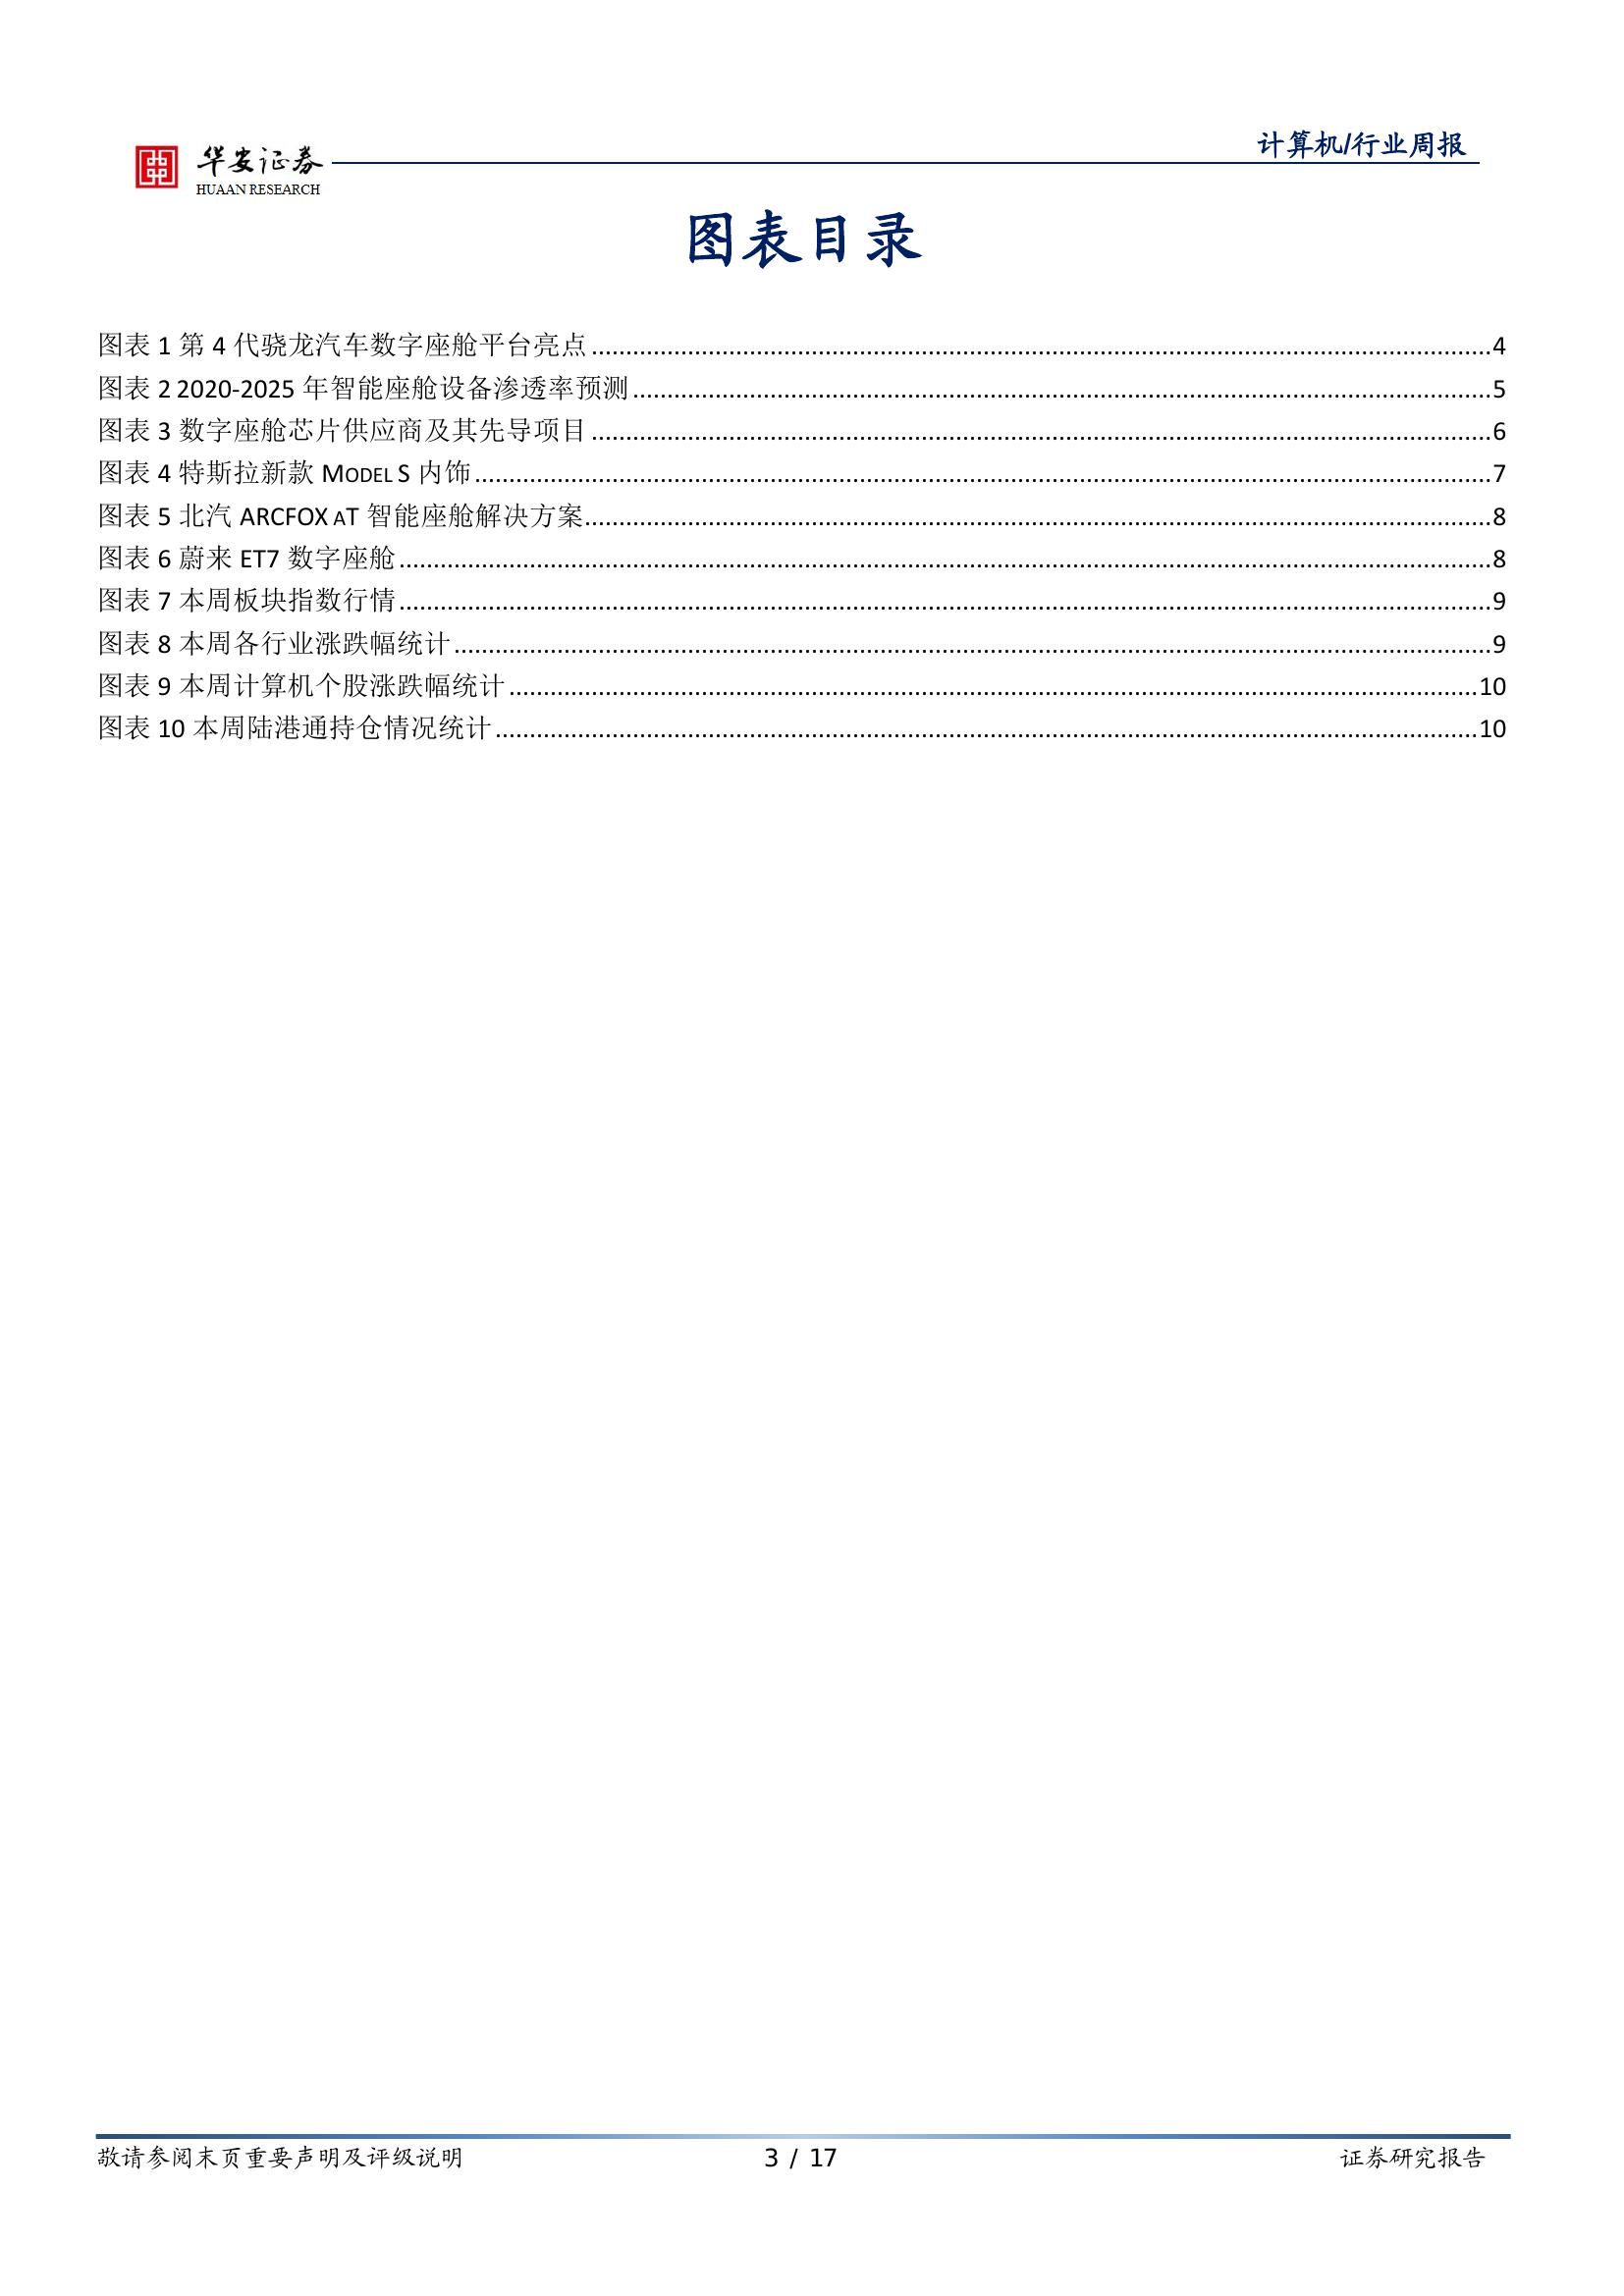 华安证券
HUAAN RESEARCH
计算机/行业周报
图表目录
图表 1 第 4 代骁龙汽车数字座舱平台亮点 4
图表 2 2020-2025 年智能座舱设备渗透率预测 5
图表 3 数字座舱芯片供应商及其先导项目 6
图表 4 特斯拉新款 MODEL S 内饰 7
图表 5 北汽 ARCFOX AT 智能座舱解决方案 8
图表 6 蔚来 ET7 数字座舱 8
图表 7 本周板块指数行情 9
图表 8 本周各行业涨跌幅统计 9
图表 9 本周计算机个股涨跌幅统计 10
图表 10 本周陆港通持仓情况统计 10
敬请参阅末页重要声明及评级说明 3 / 17 证券研究报告